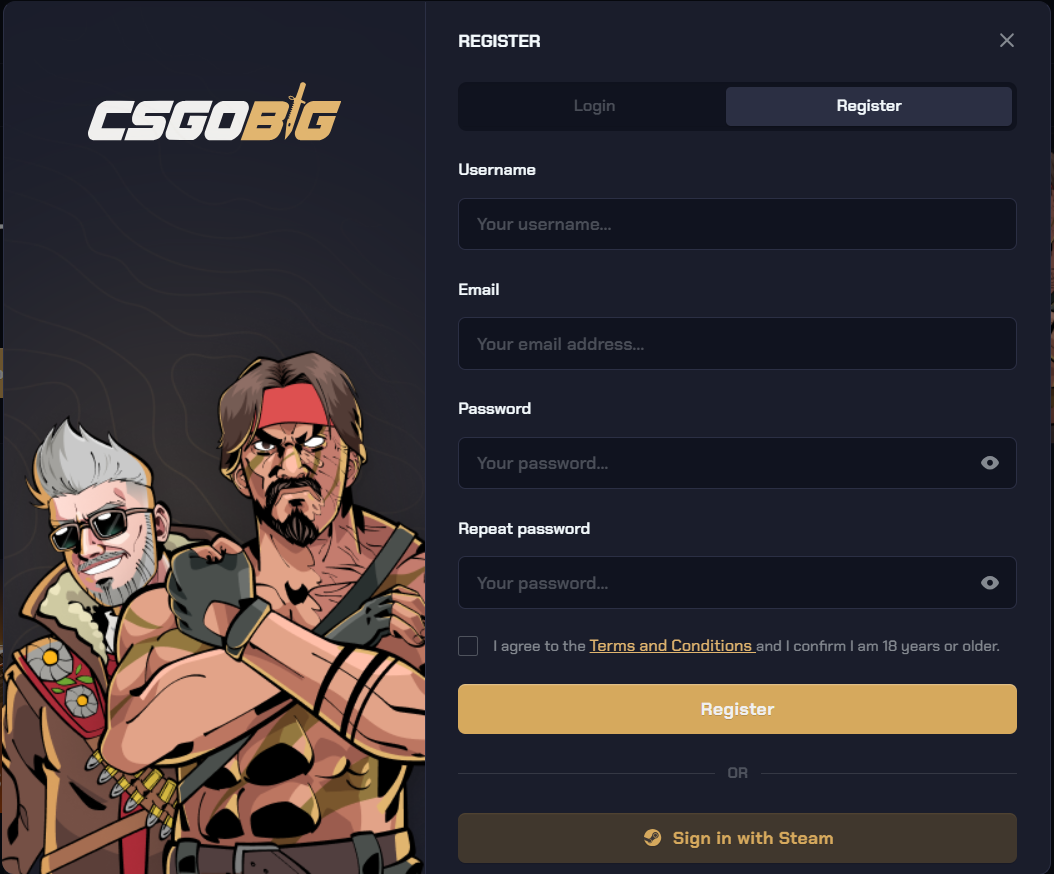 CSGOBIG
REGISTER
Login
Register
Username
Your username...
Email
Your email address...
Password
Your password...
Repeat password
Your password...
I agree to the Terms and Conditions and I confirm I am 18 years or older.
Register
OR
Sign in with Steam